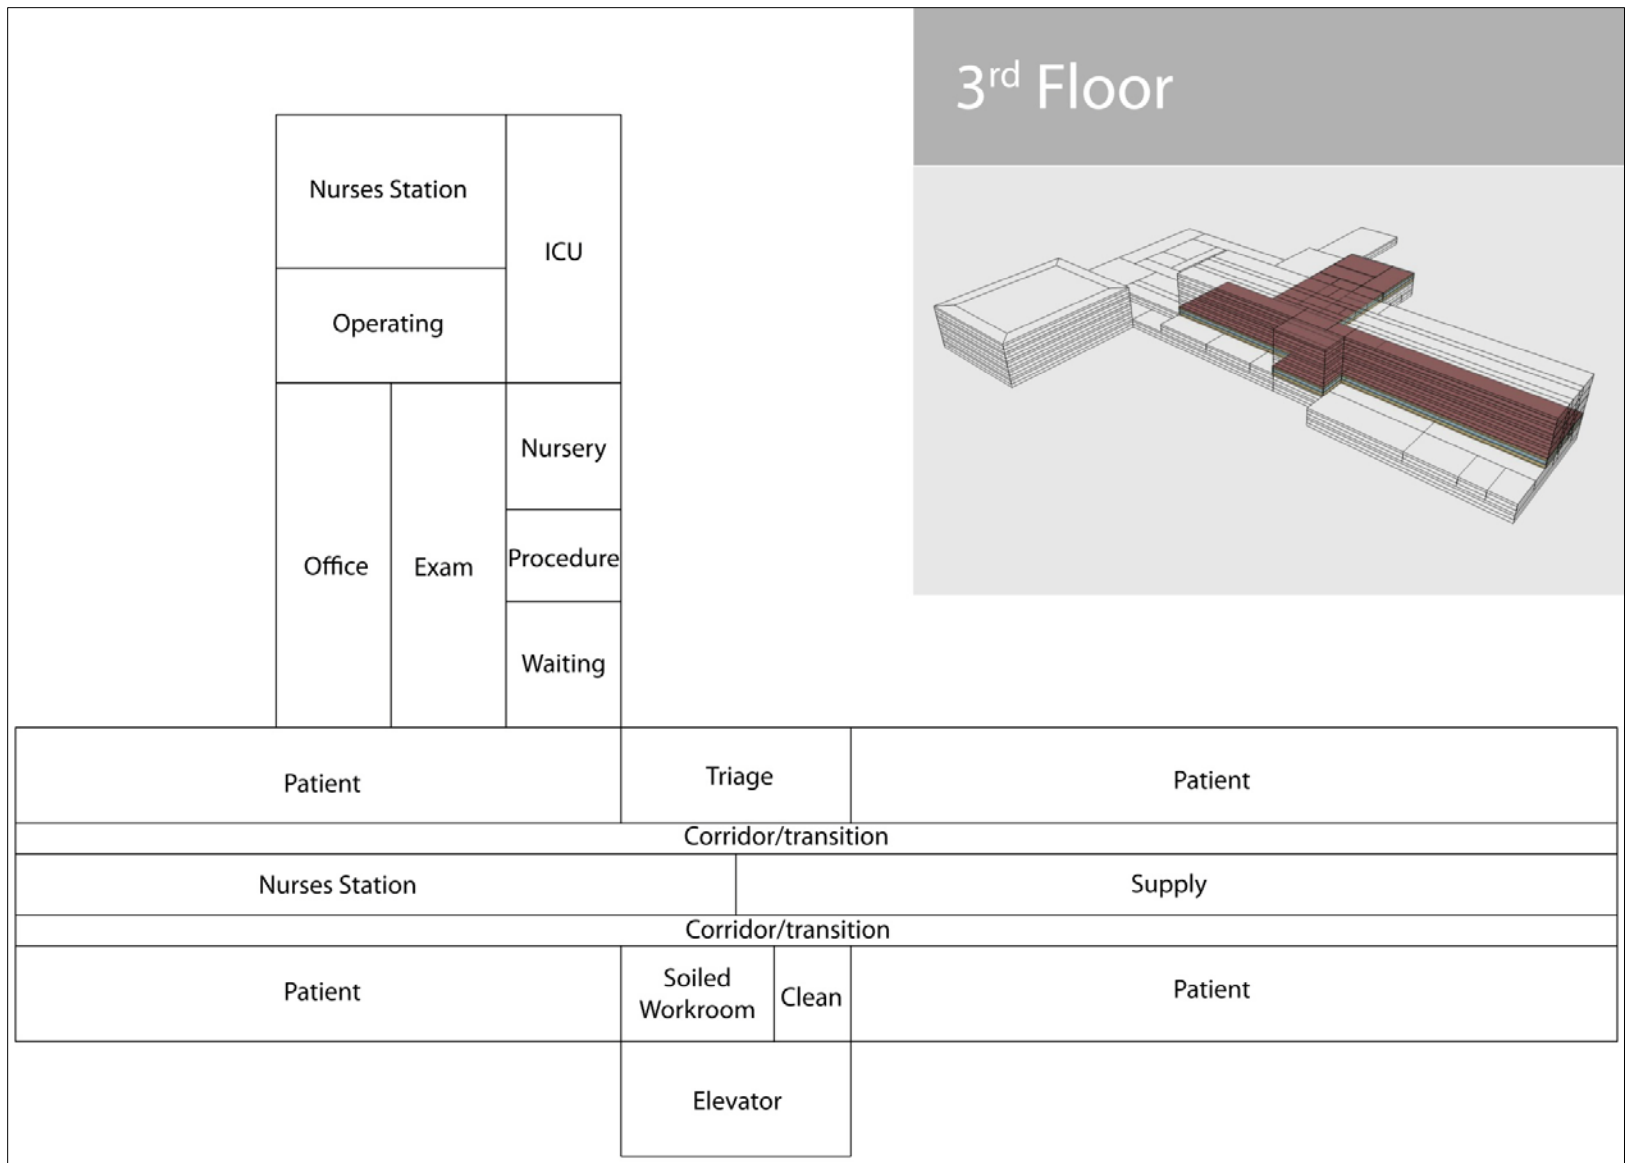 3rd Floor
Nurses Station
ICU
Operating
Nursery
Procedure
Office
Exam
Waiting
Patient
Triage
Patient
Corridor/transition
Nurses Station
Supply
Corridor/transition
Patient
Soiled
Workroom
Clean
Patient
Elevator